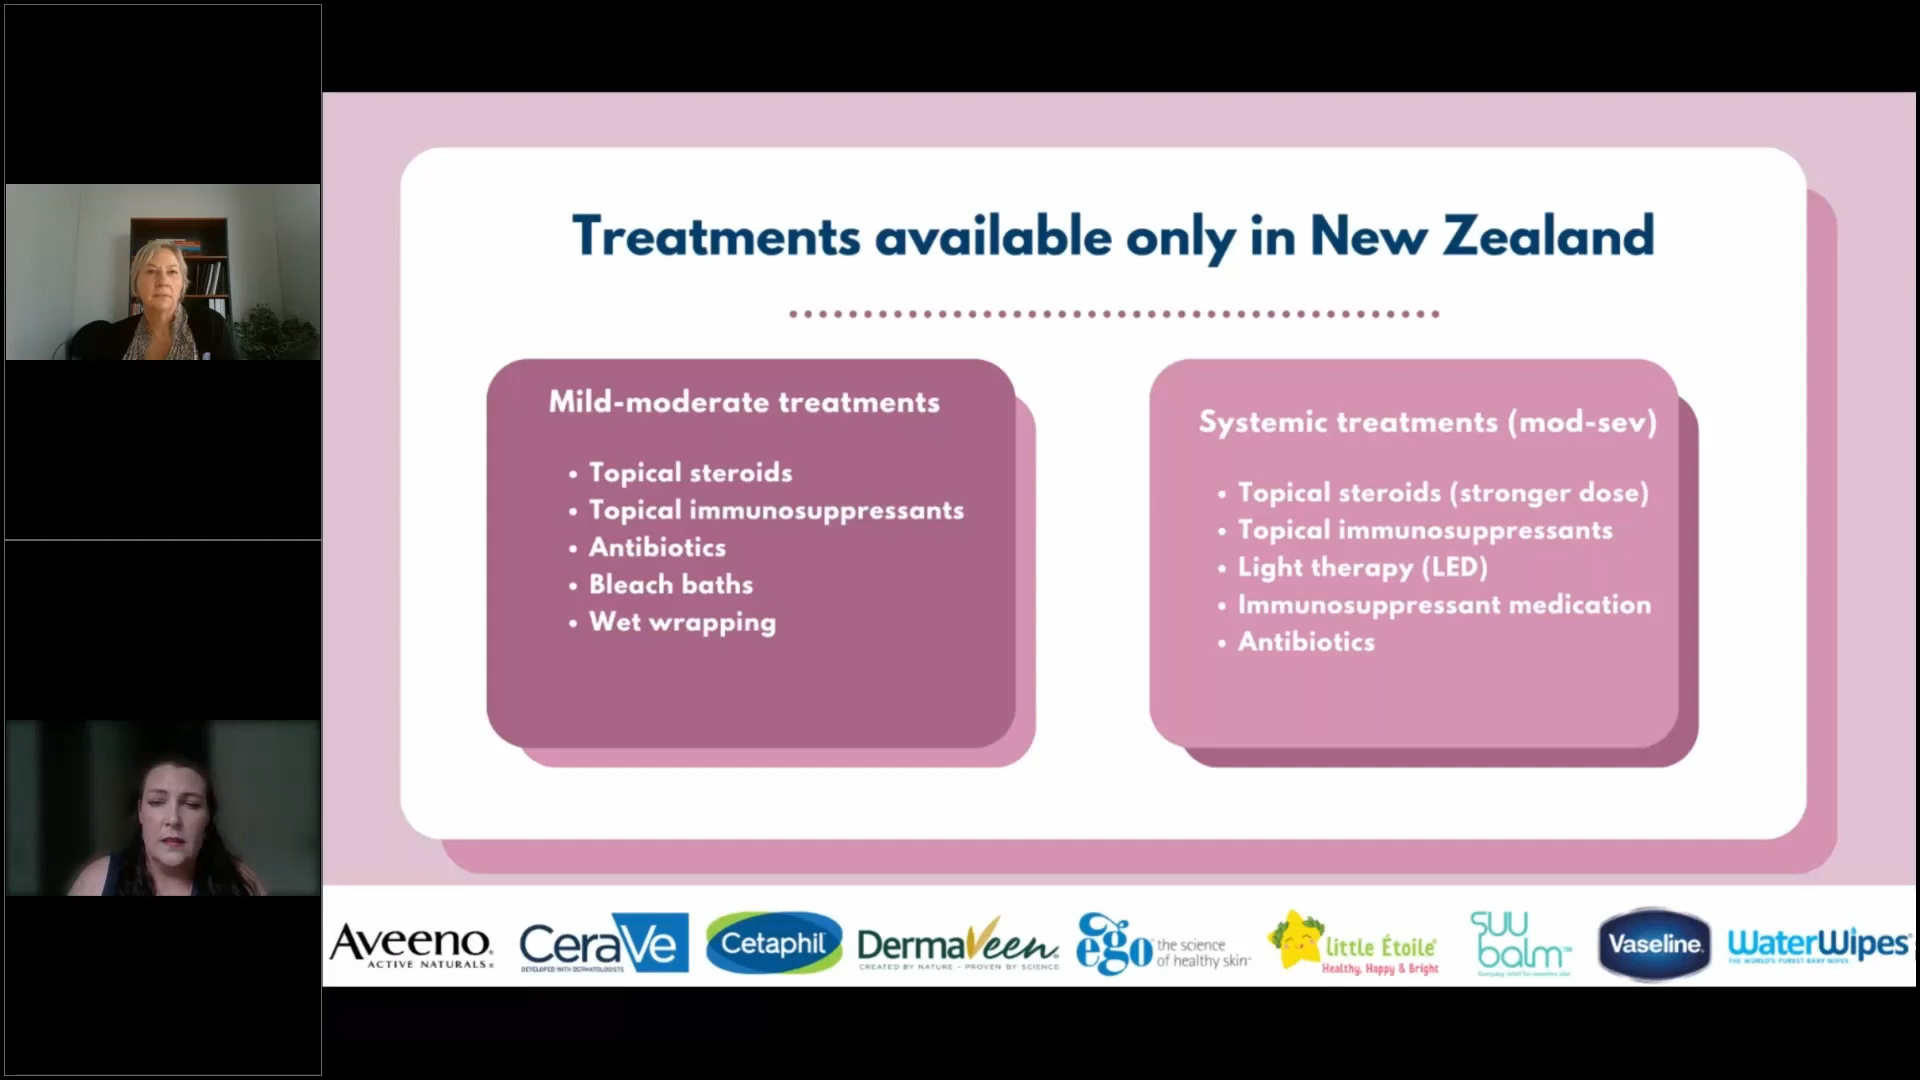 Treatments available only in New Zealand
Mild-moderate treatments
• Topical steroids
• Topical immunosuppressants
• Antibiotics
• Bleach baths
• Wet wrapping
Systemic treatments (mod-sev)
• Topical steroids (stronger dose)
• Topical immunosuppressants
• Light therapy (LED)
• Immunosuppressant medication
• Antibiotics
Aveeno
ACTIVE NATURALS
CeraVe
DEVELOPED WITH DERMATOLOGISTS
Cetaphil
DermaVeen
CREATED BY NATURE - PROVEN BY SCIENCE
ego the science
of healthy skin
little Étoile
Healthy, Happy & Bright
SUU
balm™
Everyday relief for sensitive skin
Vaseline
WaterWipes
THE WORLD'S PUREST BABY WIPES